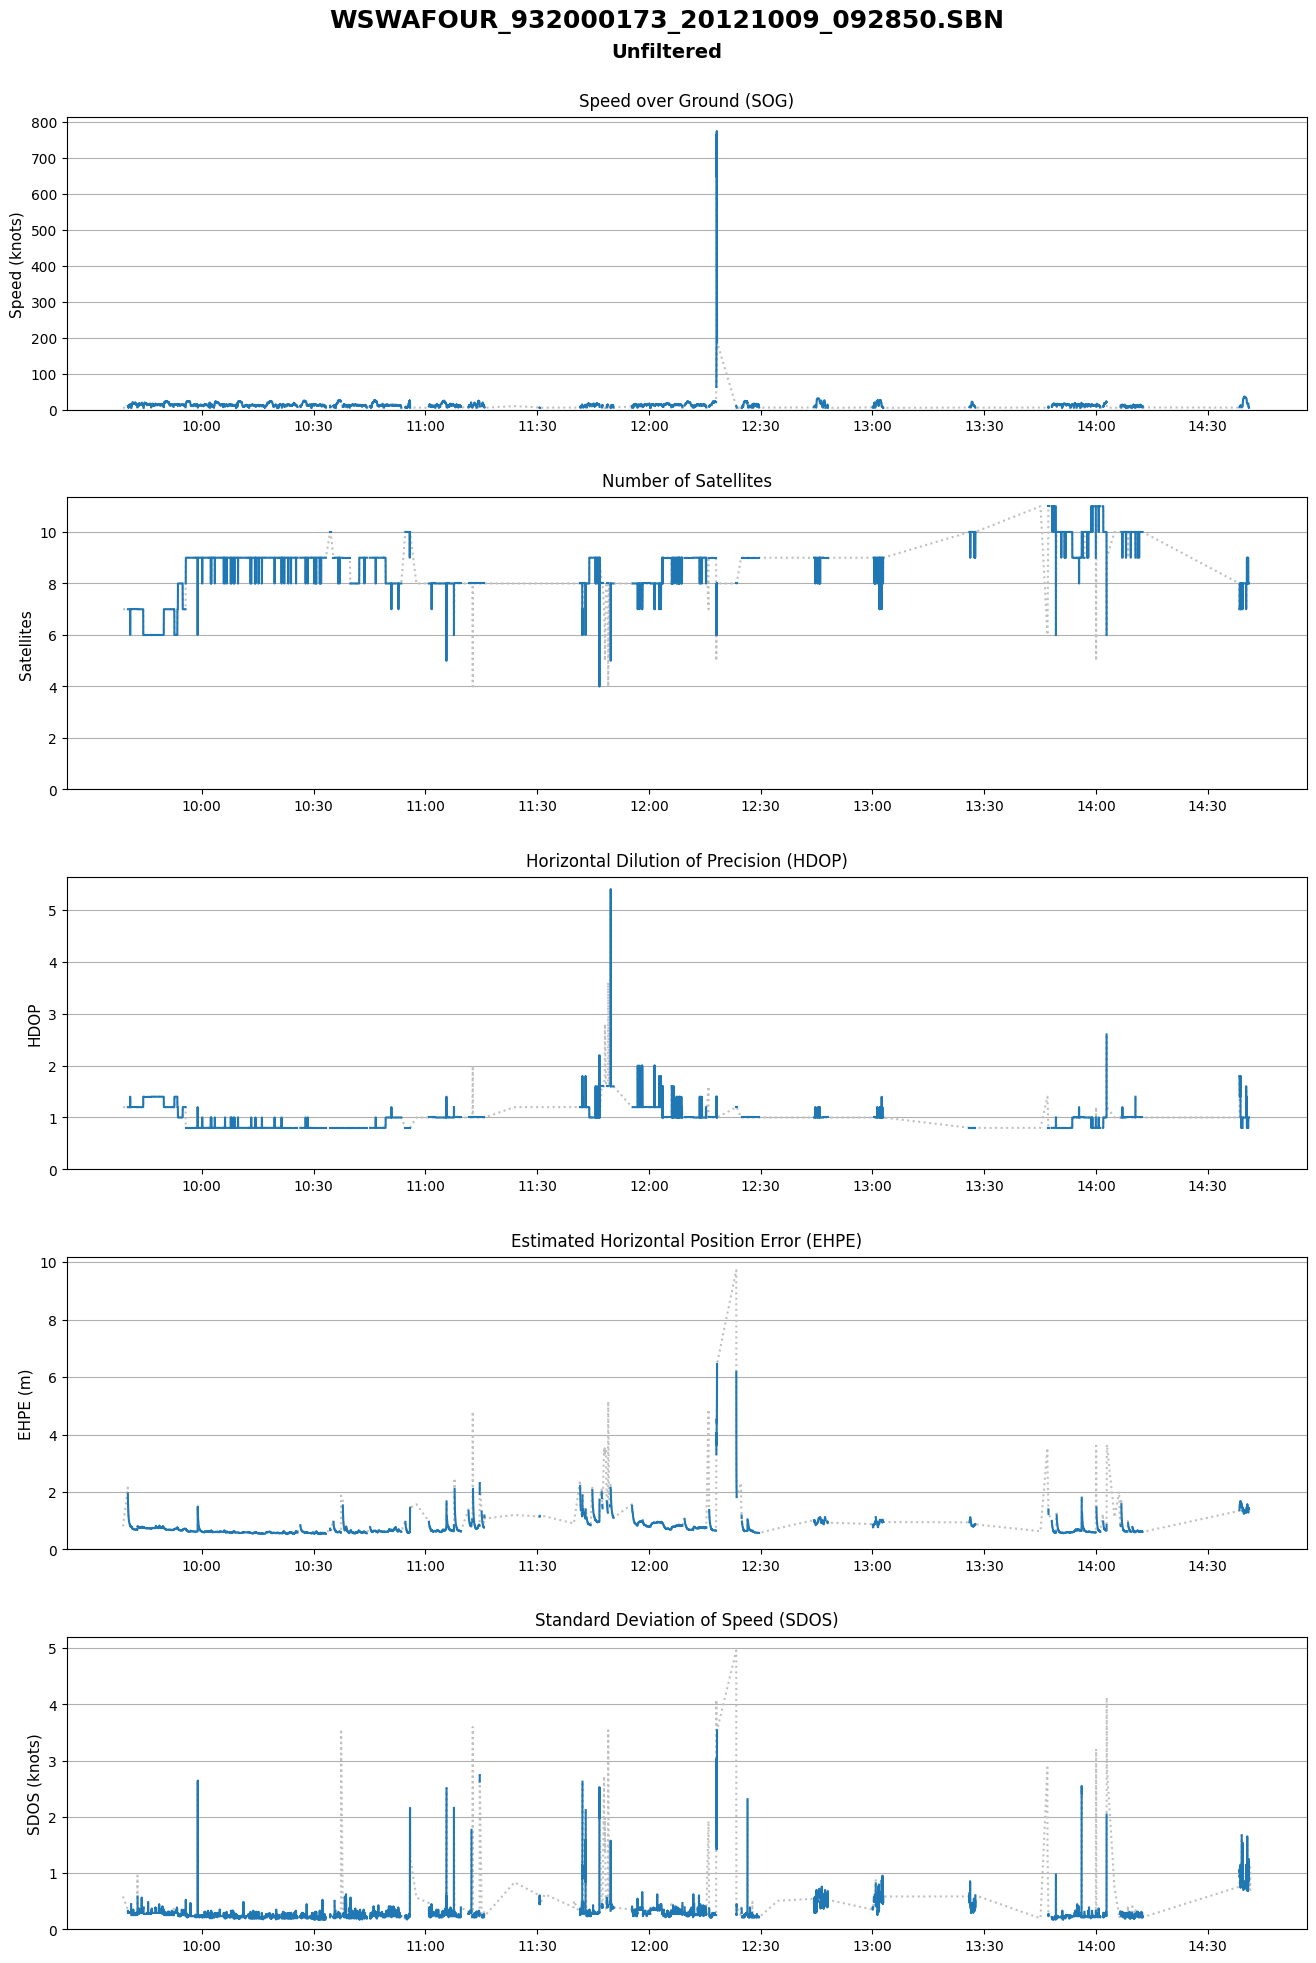 WSWAFOUR_932000173_20121009_092850.SBN
Unfiltered
Speed over Ground (SOG)
Speed (knots)
800
700
600
500
400
300
200
100
0
10:00 10:30 11:00 11:30 12:00 12:30 13:00 13:30 14:00 14:30
Number of Satellites
Satellites
10
8
6
4
2
0
10:00 10:30 11:00 11:30 12:00 12:30 13:00 13:30 14:00 14:30
Horizontal Dilution of Precision (HDOP)
HDOP
5
4
3
2
1
0
10:00 10:30 11:00 11:30 12:00 12:30 13:00 13:30 14:00 14:30
Estimated Horizontal Position Error (EHPE)
EHPE (m)
10
8
6
4
2
0
10:00 10:30 11:00 11:30 12:00 12:30 13:00 13:30 14:00 14:30
Standard Deviation of Speed (SDOS)
SDOS (knots)
5
4
3
2
1
0
10:00 10:30 11:00 11:30 12:00 12:30 13:00 13:30 14:00 14:30